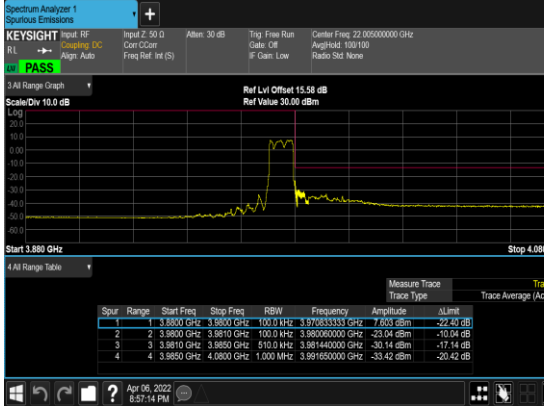 Spectrum Analyzer 1
Spurious Emissions
+
KEYSIGHT Input: RF Input Z: 50 Ω Atten: 30 dB Trig: Free Run Center Freq: 22.005000000 GHz
RL Coupling: DC Corr CCorr Gate: Off Avg|Hold: 100/100
Align: Auto Freq Ref: Int (S) IF Gain: Low Radio Std: None
LXI PASS
3 All Range Graph Ref Lvl Offset 15.58 dB
Scale/Div 10.0 dB Ref Value 30.00 dBm
Log
20.0
10.0
0.00
-10.0
-20.0
-30.0
-40.0
-50.0
-60.0
Start 3.880 GHz Stop 4.080
4 All Range Table
Measure Trace Tra
Trace Type Trace Average (Ac
Spur Range Start Freq Stop Freq RBW Frequency Amplitude ΔLimit
1 1 3.8800 GHz 3.9800 GHz 100.0 kHz 3.970833333 GHz 7.603 dBm -22.40 dB
2 2 3.9800 GHz 3.9810 GHz 100.0 kHz 3.980060000 GHz -23.04 dBm -10.04 dB
3 3 3.9810 GHz 3.9850 GHz 510.0 kHz 3.981440000 GHz -30.14 dBm -17.14 dB
4 4 3.9850 GHz 4.0800 GHz 1.000 MHz 3.991650000 GHz -33.42 dBm -20.42 dB
? Apr 06, 2022
8:57:14 PM